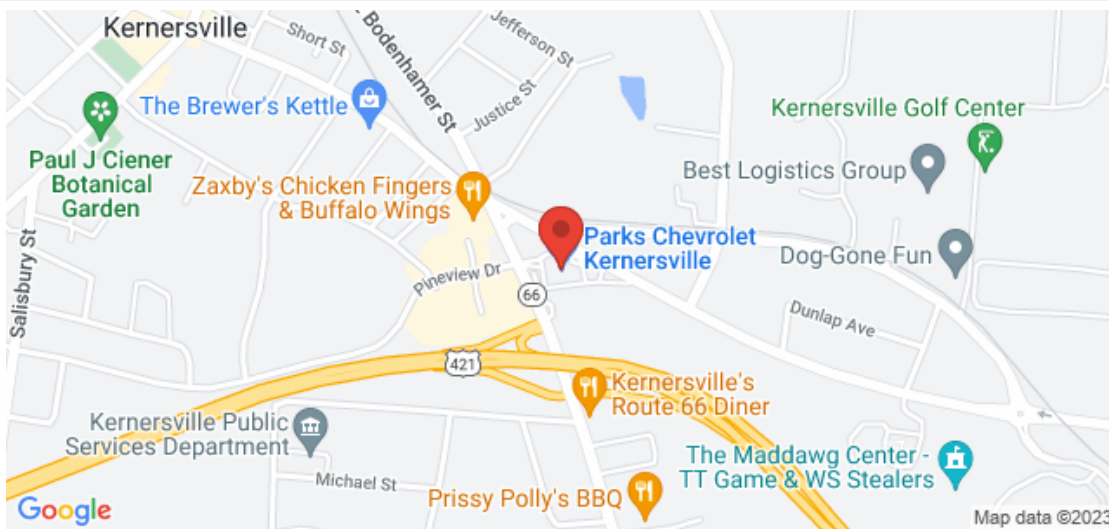 Kernersville
Short St
Bodenhamer St
Jefferson St
Justice St
The Brewer's Kettle
Kernersville Golf Center
Paul J Ciener
Botanical
Garden
Best Logistics Group
Zaxby's Chicken Fingers
& Buffalo Wings
Parks Chevrolet
Kernersville
Dog-Gone Fun
Salisbury St
Pineview Dr
66
Dunlap Ave
421
Kernersville's
Route 66 Diner
Kernersville Public
Services Department
The Maddawg Center -
TT Game & WS Stealers
Michael St
Prissy Polly's BBQ
Google
Map data ©2023